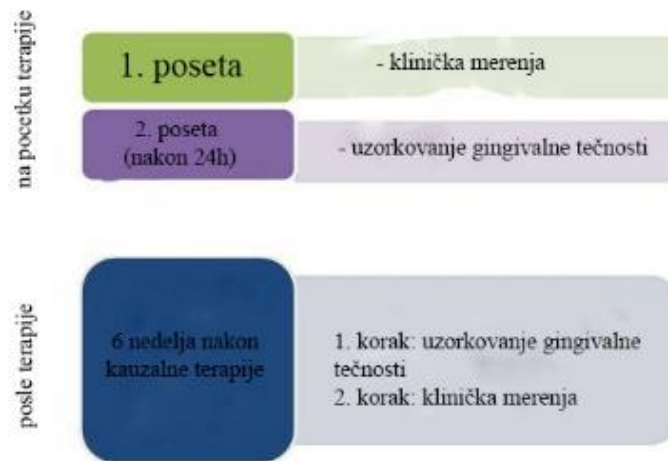 na pocetku terapije
1. poseta
- klinička merenja
2. poseta
(nakon 24h)
- uzorkovanje gingivalne tečnosti
posle terapije
6 nedelja nakon
kauzalne terapije
1. korak: uzorkovanje gingivalne
tečnosti
2. korak: klinička merenja